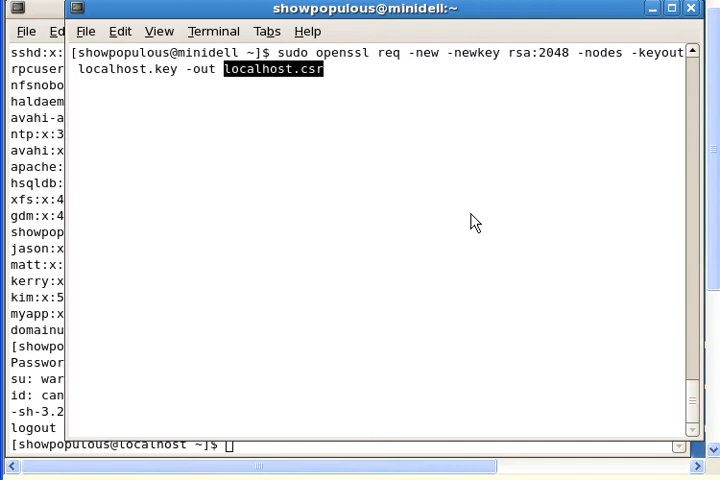 showpopulous@minidell:~
File Ed
File Edit View Terminal Tabs Help
[showpopulous@minidell ~]$ sudo openssl req -new -newkey rsa:2048 -nodes -keyout
localhost.key -out localhost.csr
sshd:x:
rpcuser
nfsnobo
haldaem
avahi-a
ntp:x:3
avahi:x
apache:
hsqldb:
xfs:x:4
gdm:x:4
showpop
jason:x
matt:x:
kerry:x
kim:x:5
myapp:x
domainu
[showpo
Passwor
su: war
id: can
-sh-3.2
logout
[showpopulous@localhost ~]$